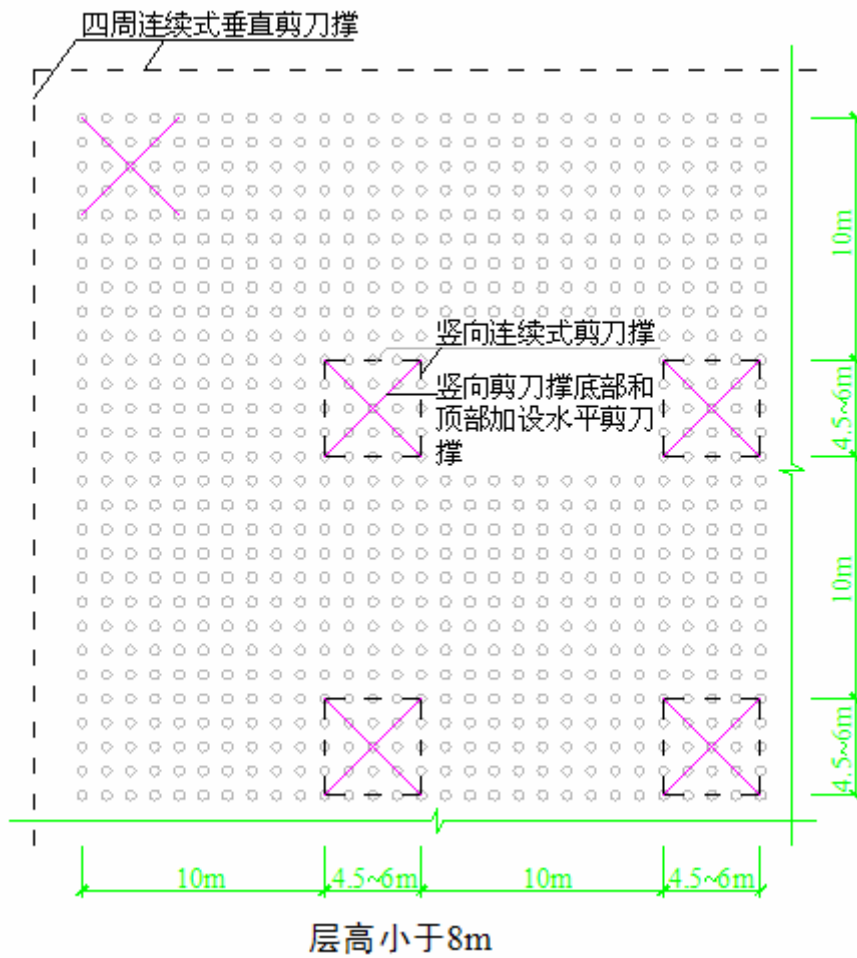 四周连续式垂直剪刀撑
10m
竖向连续式剪刀撑
竖向剪刀撑底部和
顶部加设水平剪刀
撑
4.5~6m
10m
4.5~6m
10m
4.5~6m
10m
4.5~6m
层高小于8m